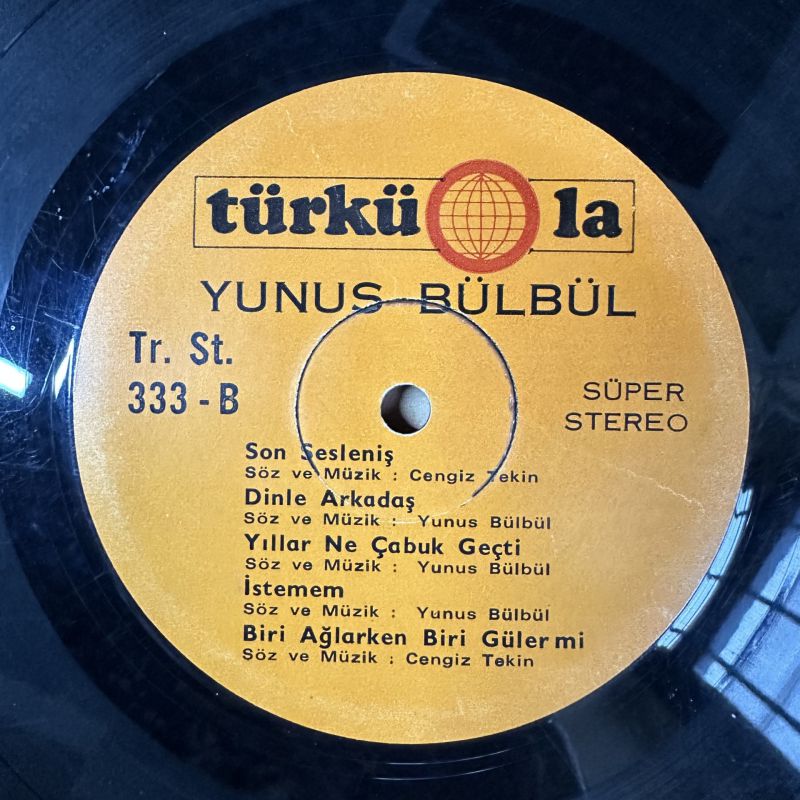 türküola
YUNUS BÜLBÜL
Tr. St.
333 - B
SÜPER
STEREO
Son Sesleniş
Söz ve Müzik : Cengiz Tekin
Dinle Arkadaş
Söz ve Müzik : Yunus Bülbül
Yıllar Ne Çabuk Geçti
Söz ve Müzik : Yunus Bülbül
İstemem
Söz ve Müzik : Yunus Bülbül
Biri Ağlarken Biri Güler mi
Söz ve Müzik : Cengiz Tekin